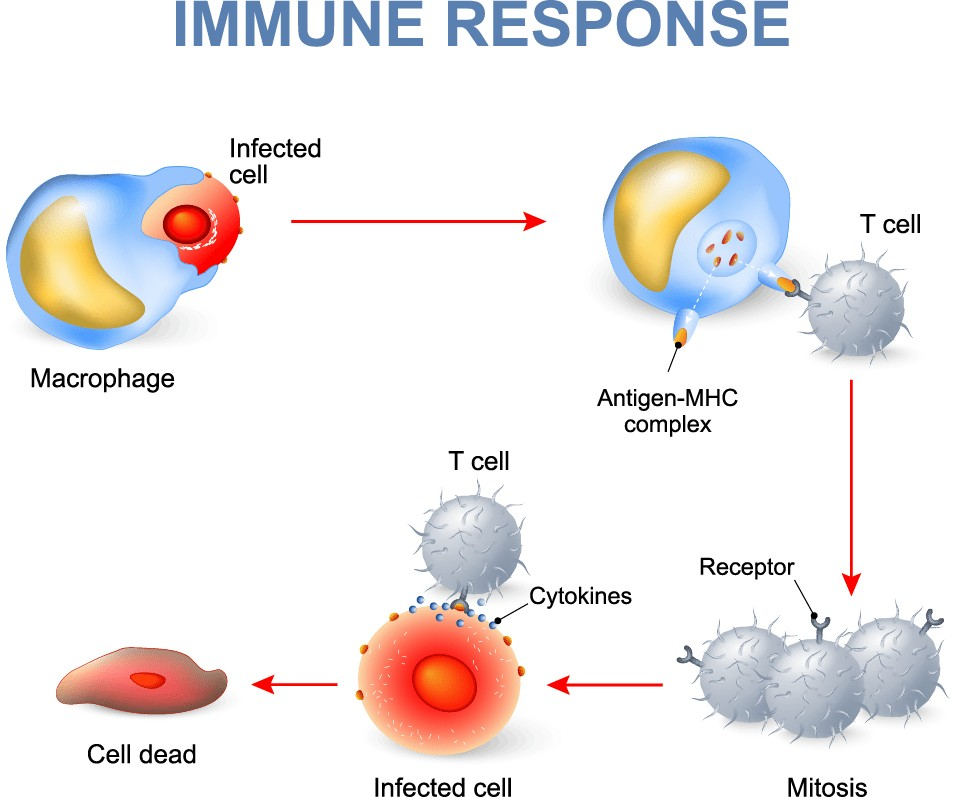 IMMUNE RESPONSE
Infected
cell
Macrophage
T cell
Antigen-MHC
complex
T cell
Receptor
Cytokines
Cell dead
Infected cell
Mitosis